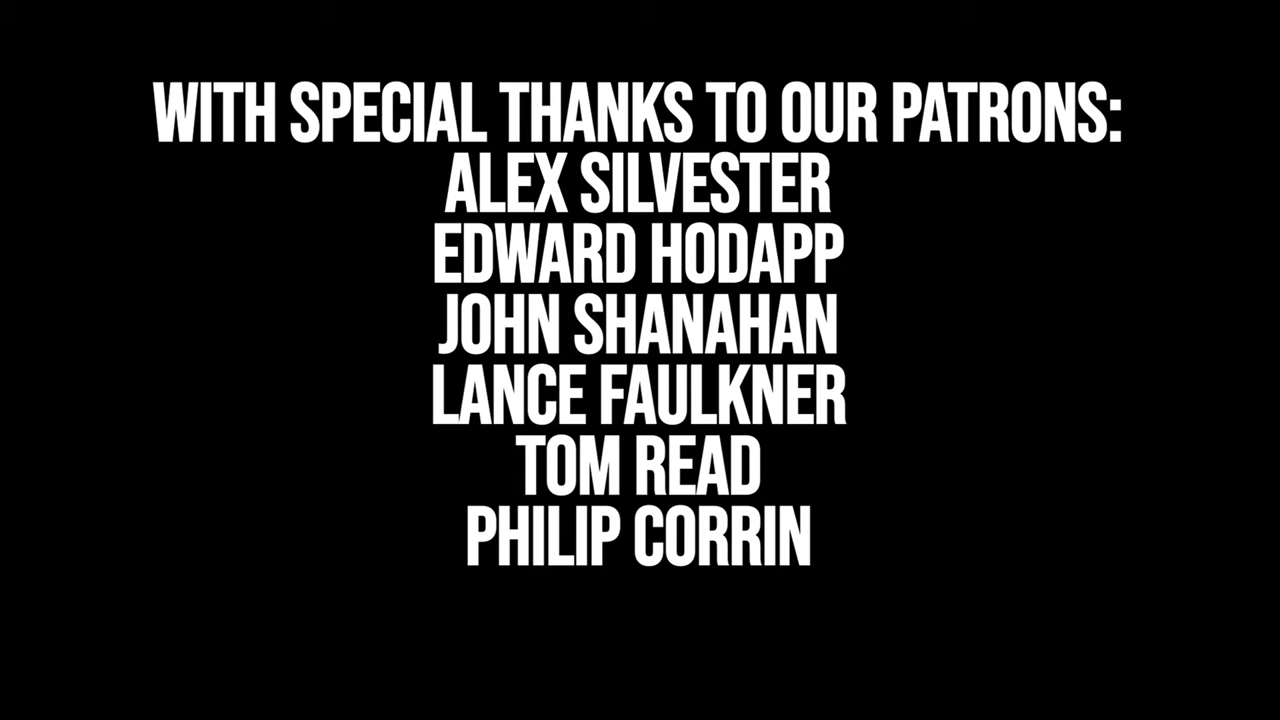 WITH SPECIAL THANKS TO OUR PATRONS:
ALEX SILVESTER
EDWARD HODAPP
JOHN SHANAHAN
LANCE FAULKNER
TOM READ
PHILIP CORRIN